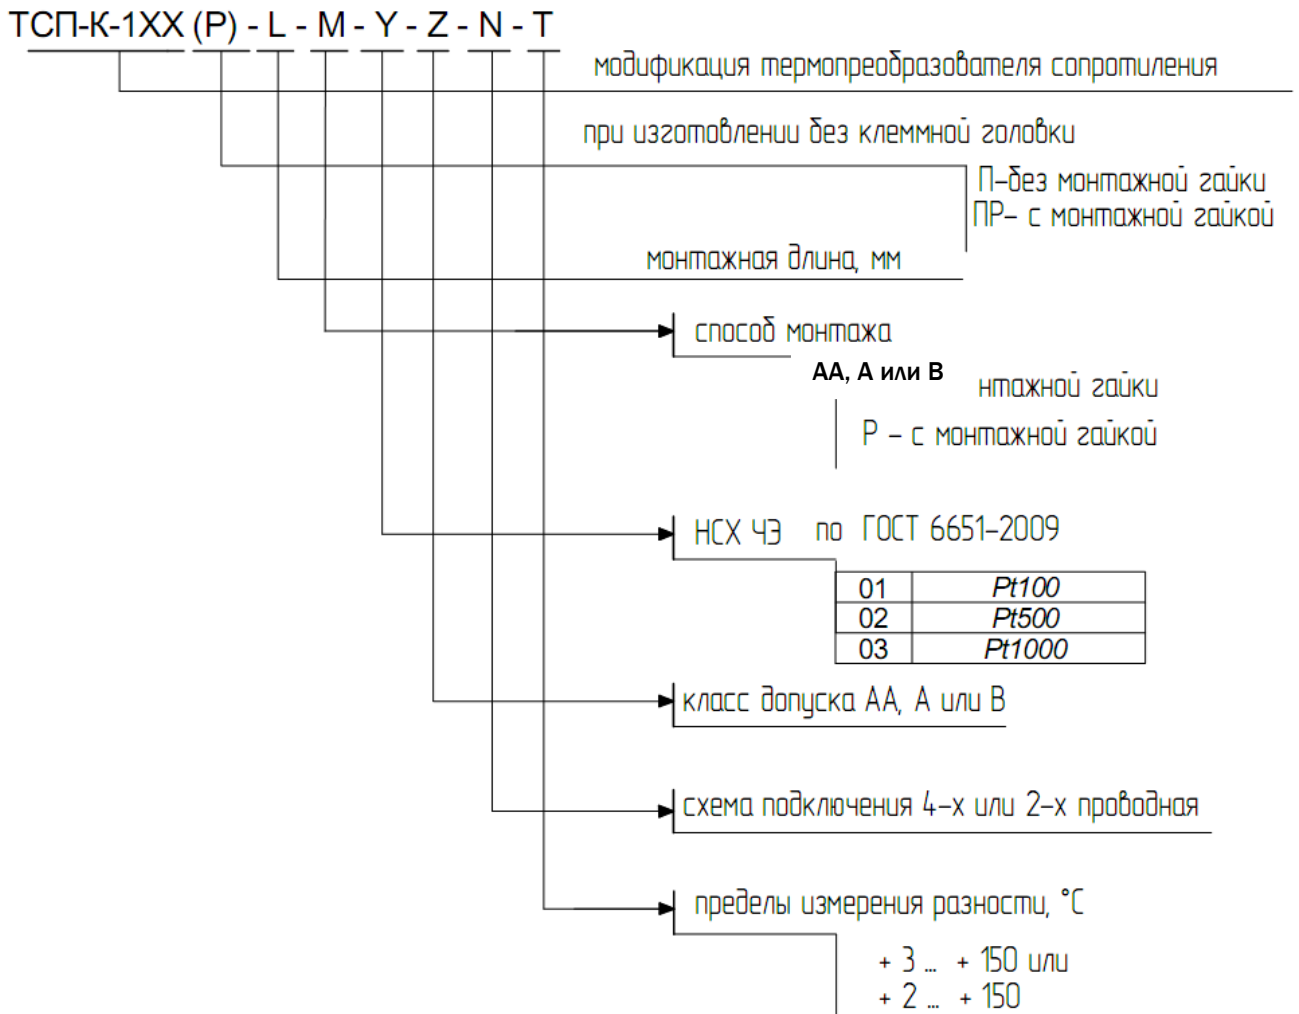 ТСП-К-1ХХ (Р) - L - M - Y - Z - N - T
модификация термопреобразователя сопротиления
при изготовлении без клеммной головки
П-без монтажной гайки
ПР- с монтажной гайкой
монтажная длина, мм
способ монтажа
АА, А или В
нтажной гайки
Р - с монтажной гайкой
НСХ ЧЭ по ГОСТ 6651-2009
01 Pt100
02 Pt500
03 Pt1000
класс допуска АА, А или В
схема подключения 4-х или 2-х проводная
пределы измерения разности, °С
+ 3 ... + 150 или
+ 2 ... + 150